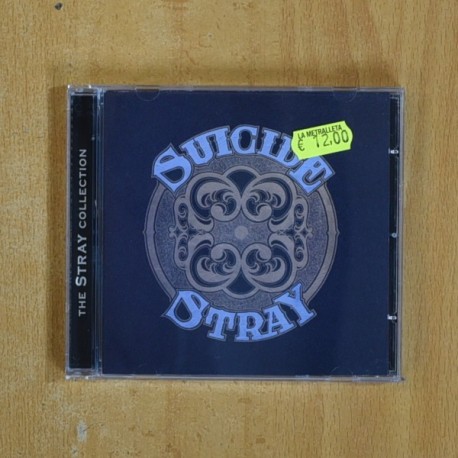 THE STRAY COLLECTION
SUICIDE
STRAY
LA METRALLETA
€ 12,00